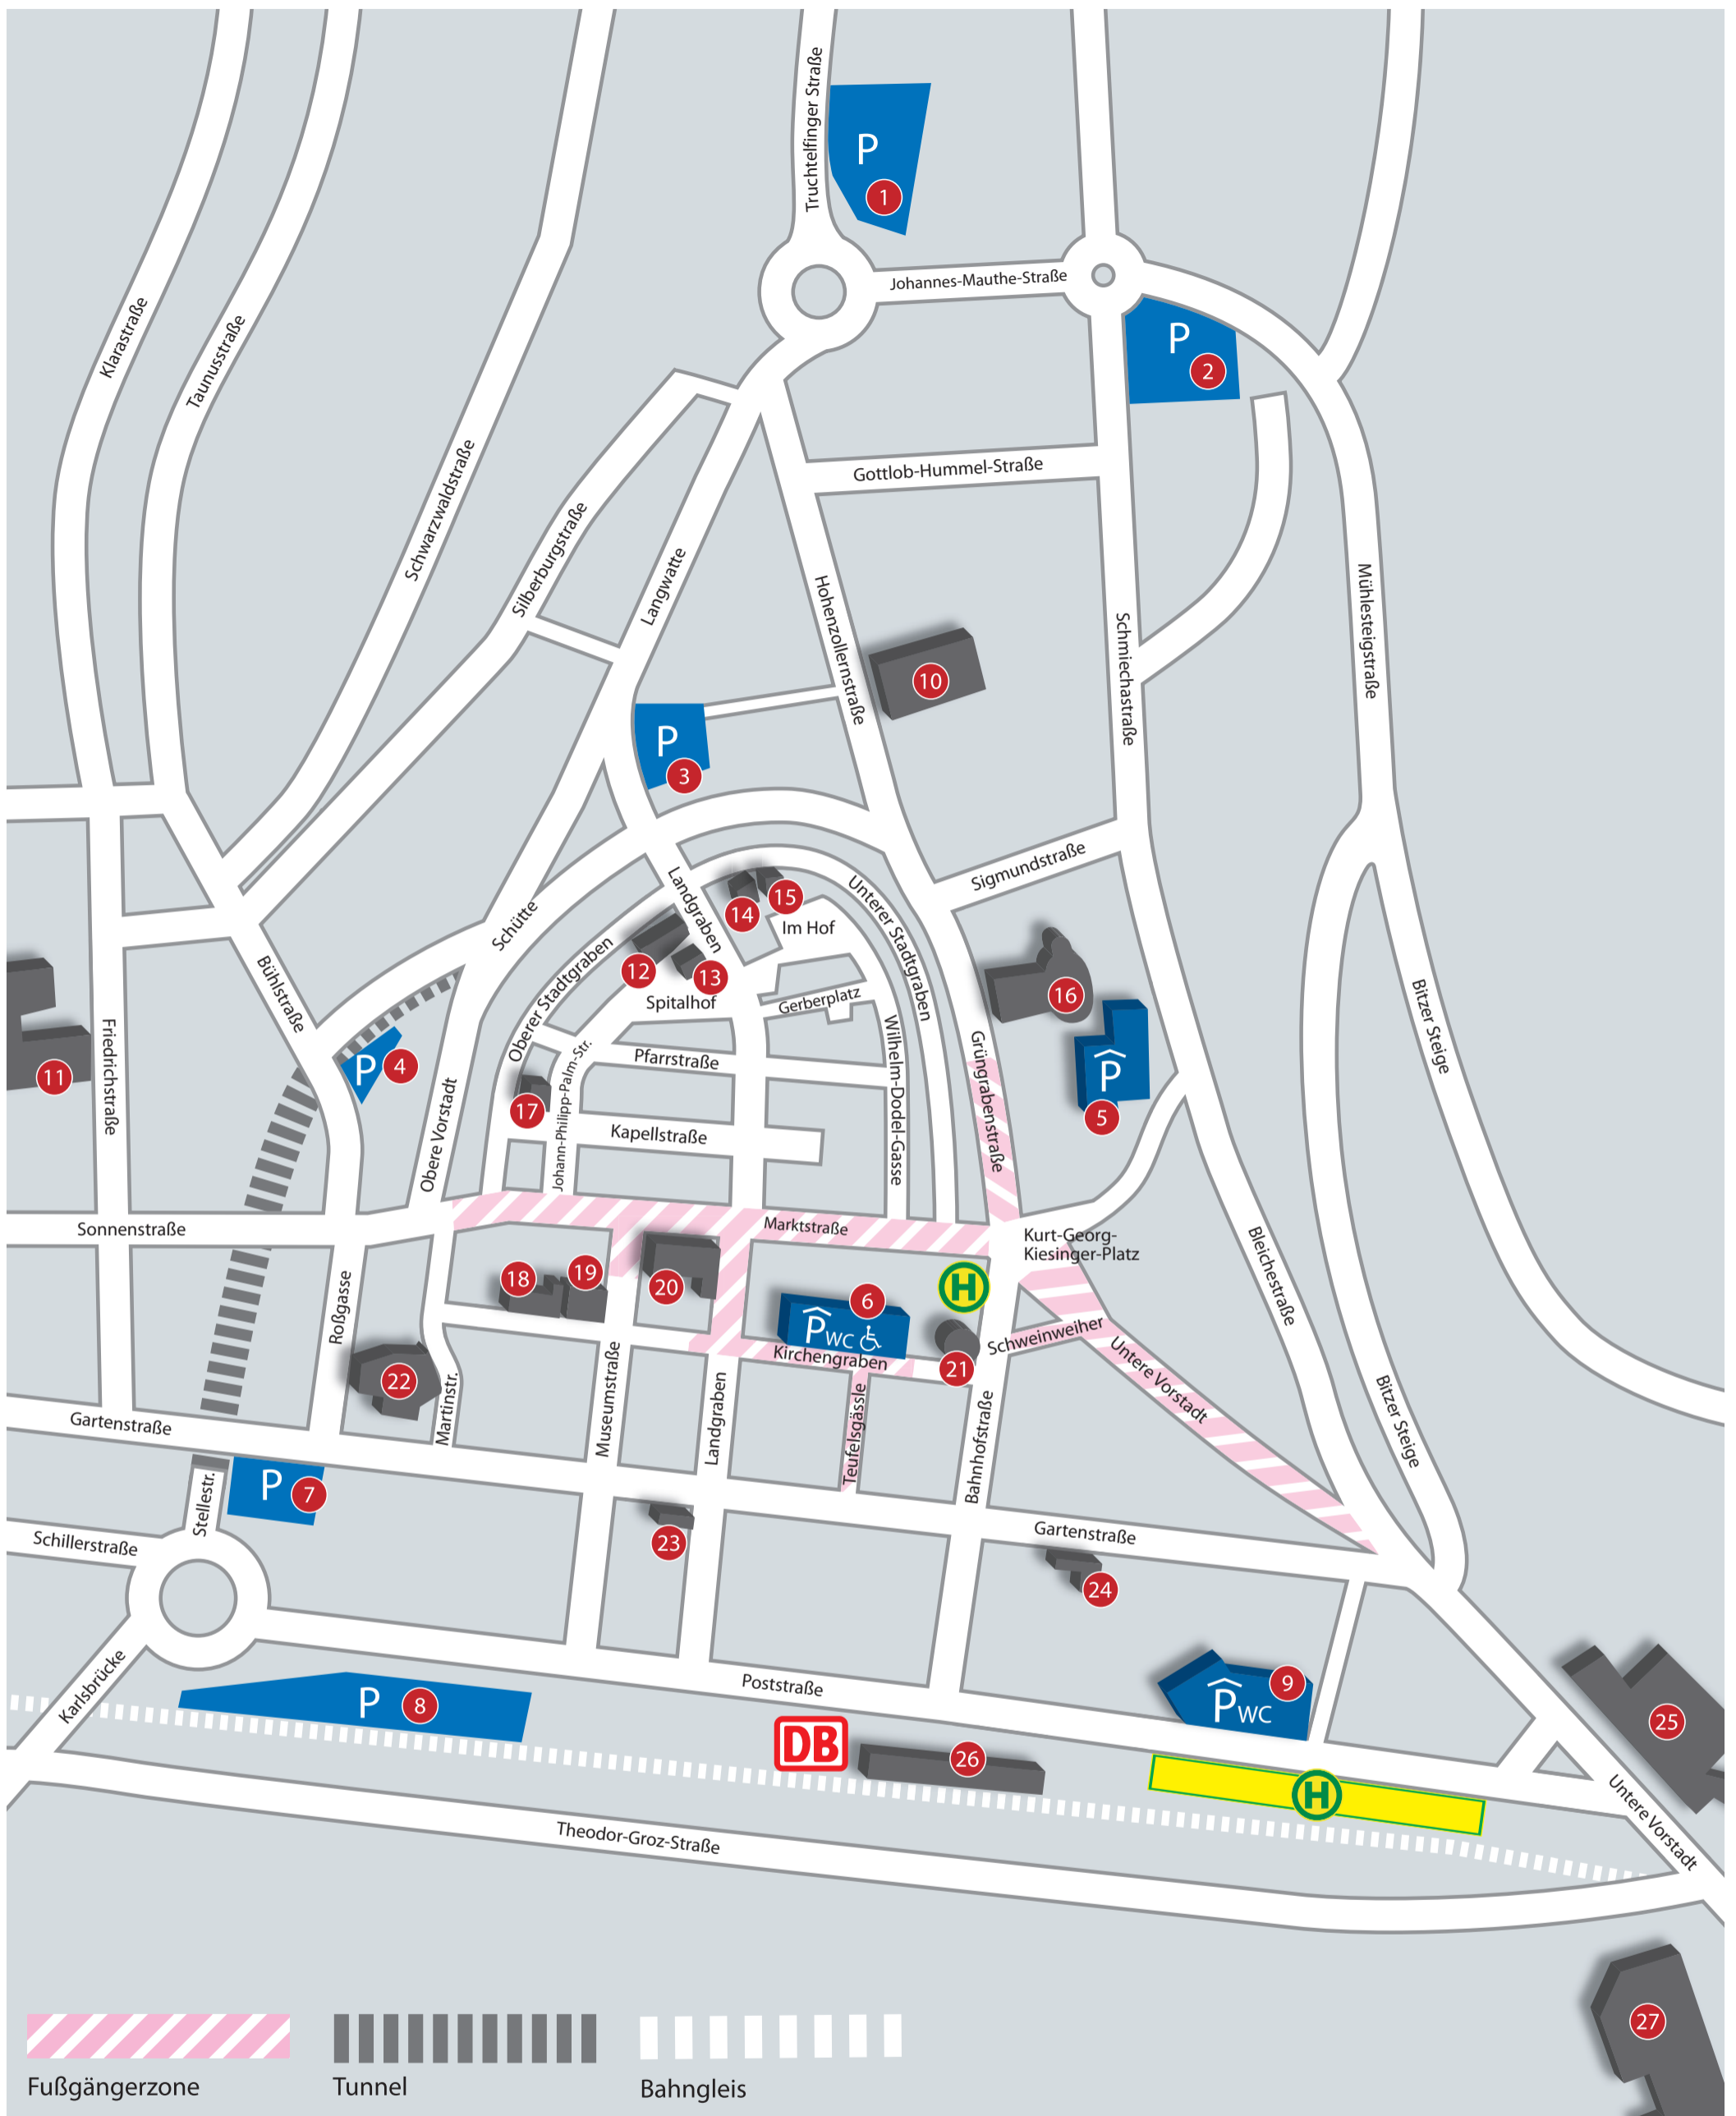 Truchtelfinger Straße
P
1
Johannes-Mauthe-Straße
P
2
Klarastraße
Taunusstraße
Schwarzwaldstraße
Silberburgstraße
Langwatte
Gottlob-Hummel-Straße
Hohenzollernstraße
Schmiechastraße
Mühlesteigstraße
10
P
3
Sigmundstraße
Landgraben
14
15
Im Hof
Unterer Stadtgraben
Schütte
Oberer Stadtgraben
12
13
Spitalhof
Gerberplatz
Bühlstraße
16
Bitzer Steige
11
Friedrichstraße
P
4
Pfarrstraße
Johann-Philipp-Palm-Str.
Wilhelm-Dodel-Gasse
Grüngrabenstraße
P
5
17
Kapellstraße
Obere Vorstadt
Sonnenstraße
Marktstraße
Kurt-Georg-
Kiesinger-Platz
Bleichestraße
18
19
20
6
P WC
H
Kirchengraben
21
Schweinweiher
Untere Vorstadt
Roßgasse
22
Martinstr.
Museumstraße
Landgraben
Teufelsgässle
Bahnhofstraße
Bitzer Steige
Gartenstraße
Stellestr.
P
7
23
Gartenstraße
24
Schillerstraße
Karlsbrücke
P
8
Poststraße
9
P WC
25
DB
26
H
Untere Vorstadt
Theodor-Groz-Straße
27
Fußgängerzone
Tunnel
Bahngleis